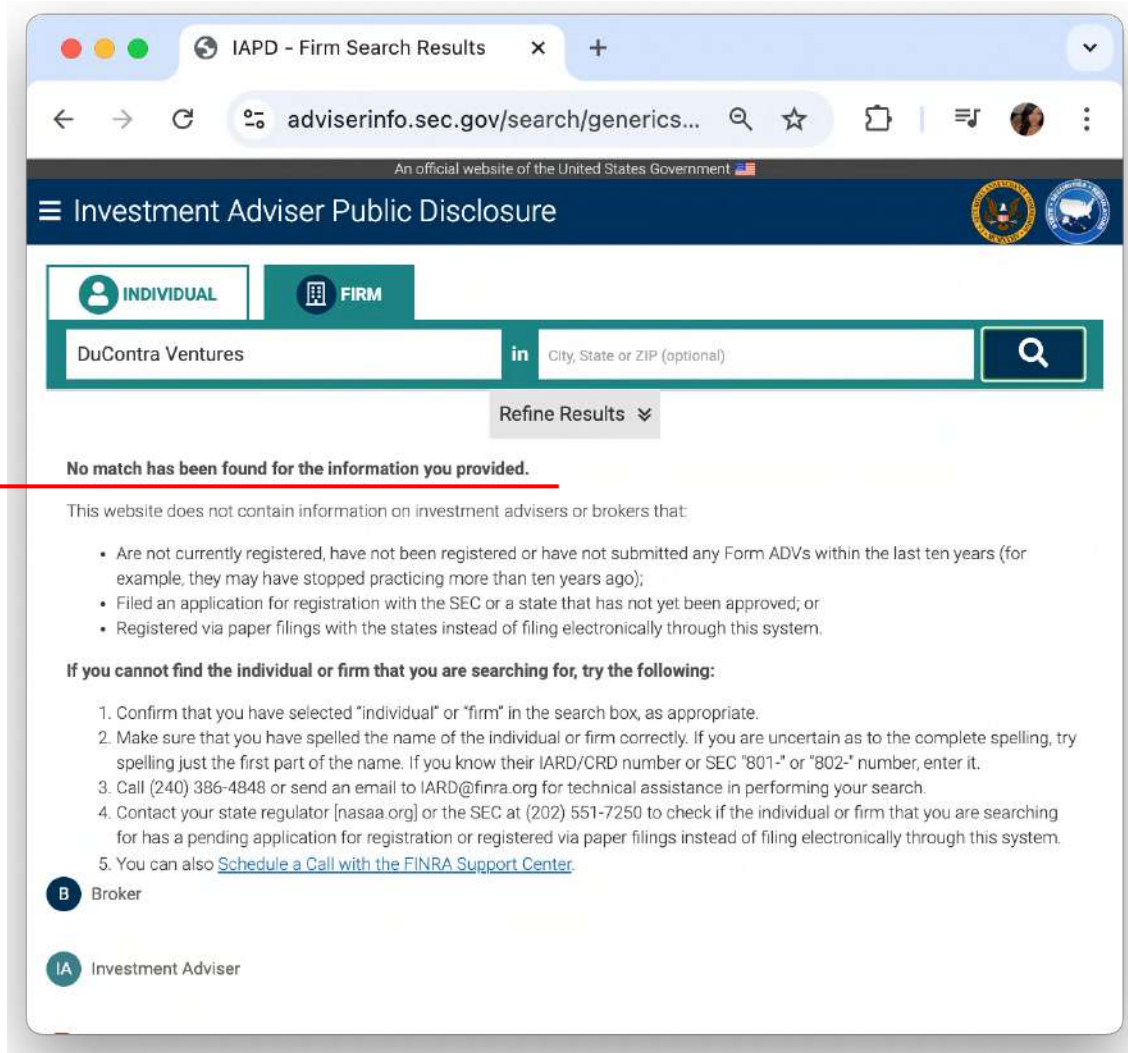 IAPD - Firm Search Results
adviserinfo.sec.gov/search/generics...
An official website of the United States Government
Investment Adviser Public Disclosure
INDIVIDUAL
FIRM
DuContra Ventures in City, State or ZIP (optional)
Refine Results
No match has been found for the information you provided.
This website does not contain information on investment advisers or brokers that:
• Are not currently registered, have not been registered or have not submitted any Form ADVs within the last ten years (for
example, they may have stopped practicing more than ten years ago);
• Filed an application for registration with the SEC or a state that has not yet been approved; or
• Registered via paper filings with the states instead of filing electronically through this system.
If you cannot find the individual or firm that you are searching for, try the following:
1. Confirm that you have selected “individual” or “firm” in the search box, as appropriate.
2. Make sure that you have spelled the name of the individual or firm correctly. If you are uncertain as to the complete spelling, try
spelling just the first part of the name. If you know their IARD/CRD number or SEC "801-" or "802-" number, enter it.
3. Call (240) 386-4848 or send an email to IARD@finra.org for technical assistance in performing your search.
4. Contact your state regulator [nasaa.org] or the SEC at (202) 551-7250 to check if the individual or firm that you are searching
for has a pending application for registration or registered via paper filings instead of filing electronically through this system.
5. You can also Schedule a Call with the FINRA Support Center.
B Broker
IA Investment Adviser